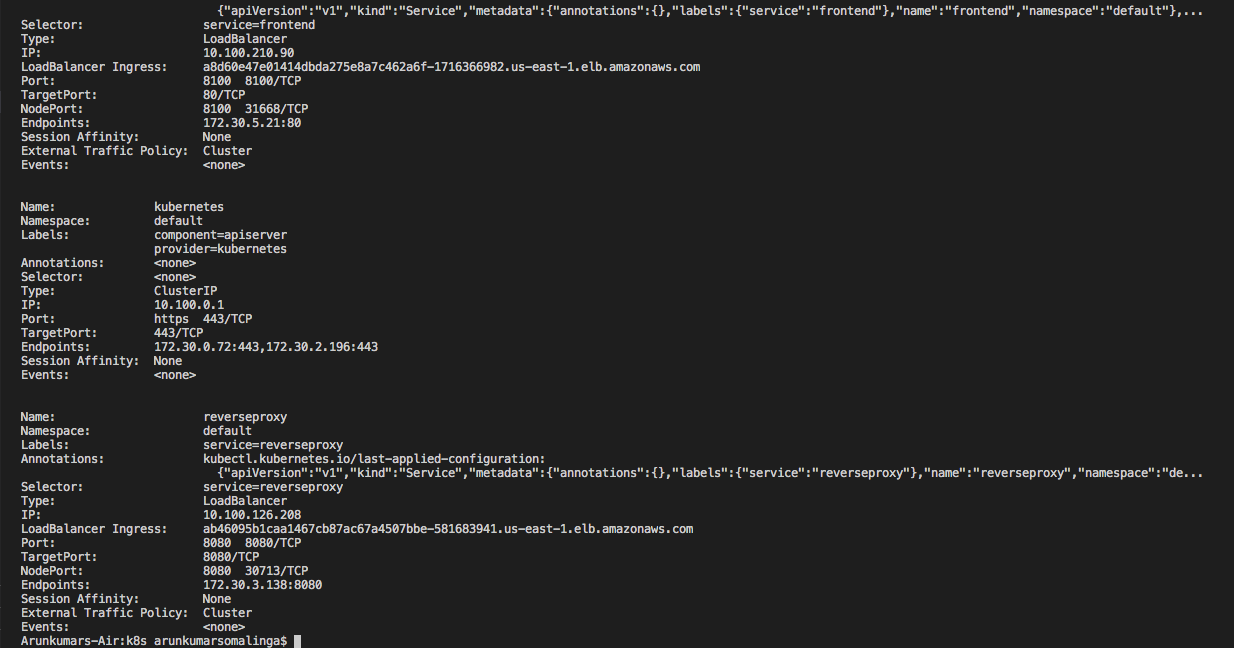 {"apiVersion":"v1","kind":"Service","metadata":{"annotations":{},"labels":{"service":"frontend"},"name":"frontend","namespace":"default"},...
Selector:                 service=frontend
Type:                     LoadBalancer
IP:                       10.100.210.90
LoadBalancer Ingress:     a8d60e47e01414dbda275e8a7c462a6f-1716366982.us-east-1.elb.amazonaws.com
Port:                     8100  8100/TCP
TargetPort:               80/TCP
NodePort:                 8100  31668/TCP
Endpoints:                172.30.5.21:80
Session Affinity:         None
External Traffic Policy:  Cluster
Events:                   <none>
Name:              kubernetes
Namespace:         default
Labels:            component=apiserver
                   provider=kubernetes
Annotations:       <none>
Selector:          <none>
Type:              ClusterIP
IP:                10.100.0.1
Port:              https  443/TCP
TargetPort:        443/TCP
Endpoints:         172.30.0.72:443,172.30.2.196:443
Session Affinity:  None
Events:            <none>
Name:                     reverseproxy
Namespace:                default
Labels:                   service=reverseproxy
Annotations:              kubectl.kubernetes.io/last-applied-configuration:
                            {"apiVersion":"v1","kind":"Service","metadata":{"annotations":{},"labels":{"service":"reverseproxy"},"name":"reverseproxy","namespace":"de...
Selector:                 service=reverseproxy
Type:                     LoadBalancer
IP:                       10.100.126.208
LoadBalancer Ingress:     ab46095b1caa1467cb87ac67a4507bbe-581683941.us-east-1.elb.amazonaws.com
Port:                     8080  8080/TCP
TargetPort:               8080/TCP
NodePort:                 8080  30713/TCP
Endpoints:                172.30.3.138:8080
Session Affinity:         None
External Traffic Policy:  Cluster
Events:                   <none>
Arunkumars-Air:k8s arunkumarsomalinga$